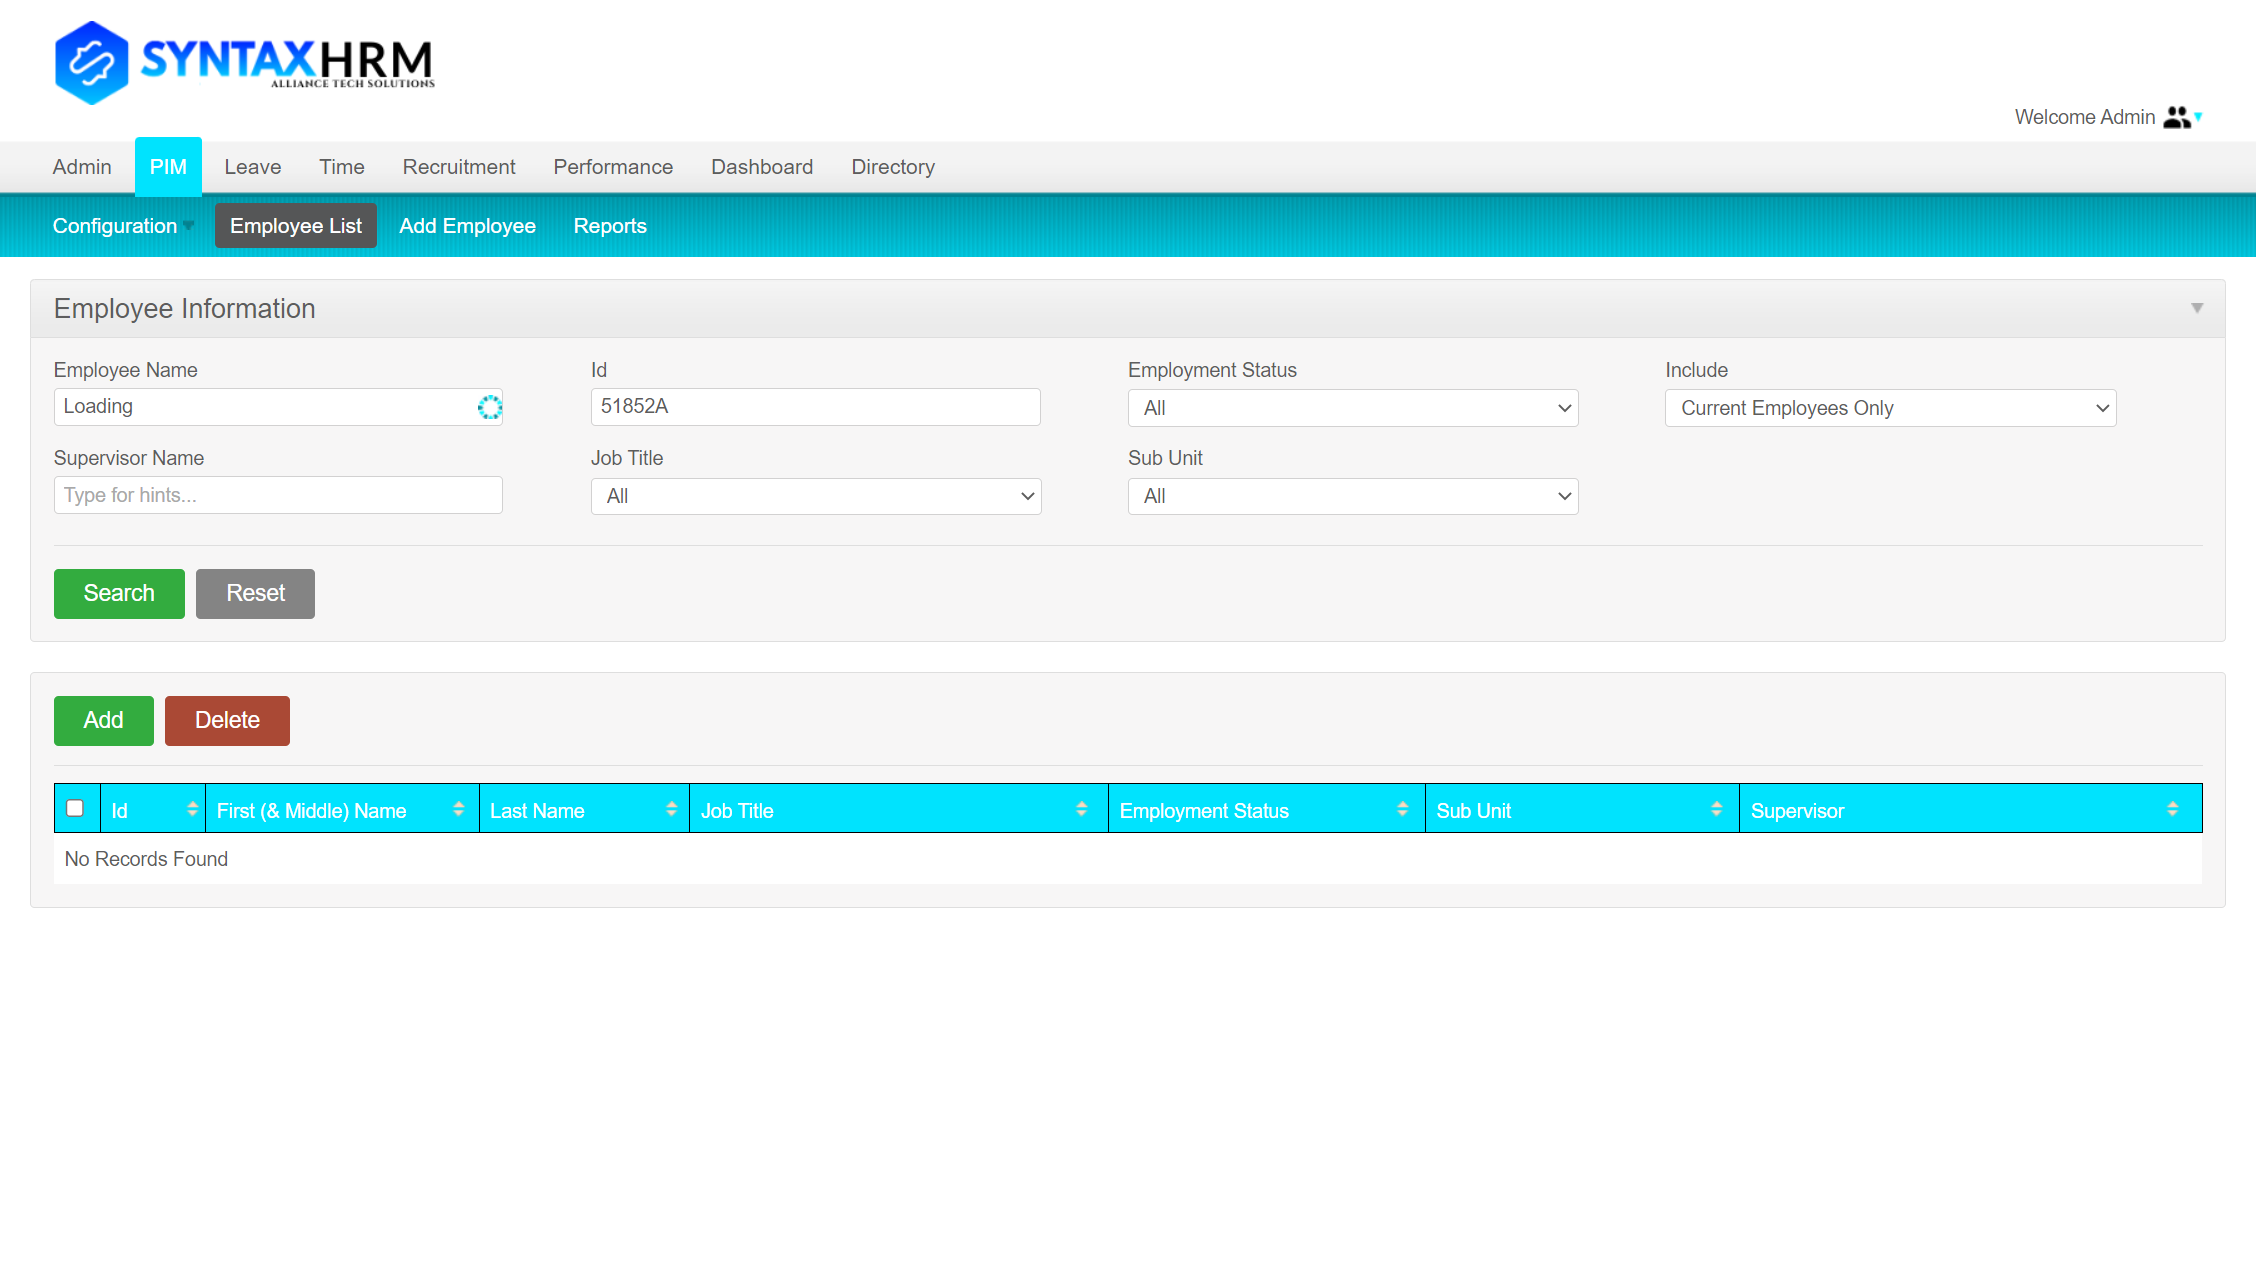 SYNTAXHRM
ALLIANCE TECH SOLUTIONS
Welcome Admin
Admin PIM Leave Time Recruitment Performance Dashboard Directory
Configuration Employee List Add Employee Reports
Employee Information
Employee Name Id Employment Status Include
Loading 51852A All Current Employees Only
Supervisor Name Job Title Sub Unit
Type for hints... All All
Search Reset
Add Delete
Id First (& Middle) Name Last Name Job Title Employment Status Sub Unit Supervisor
No Records Found